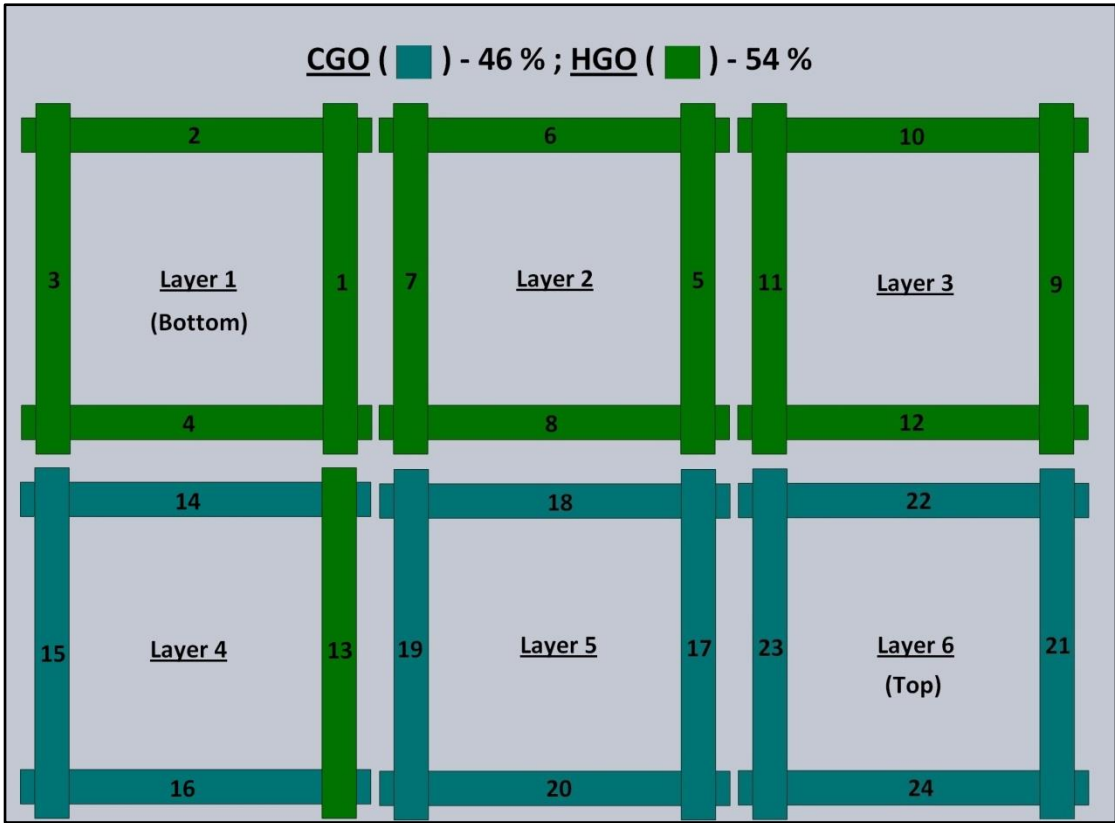 CGO ( ) - 46 % ; HGO ( ) - 54 %
2
6
10
3
Layer 1
(Bottom)
1
7
Layer 2
5
11
Layer 3
9
4
8
12
14
18
22
15
Layer 4
13
19
Layer 5
17
23
Layer 6
(Top)
21
16
20
24